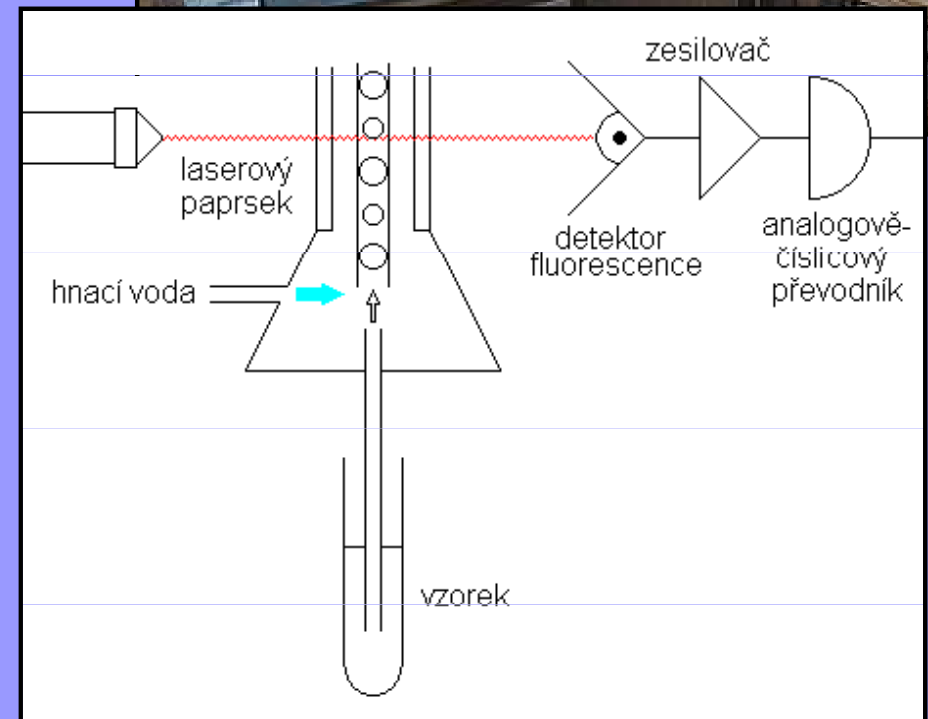 zesilovač
laserový
paprsek
detektor
fluorescence
analogově-
číslicový
převodník
hnací voda
vzorek